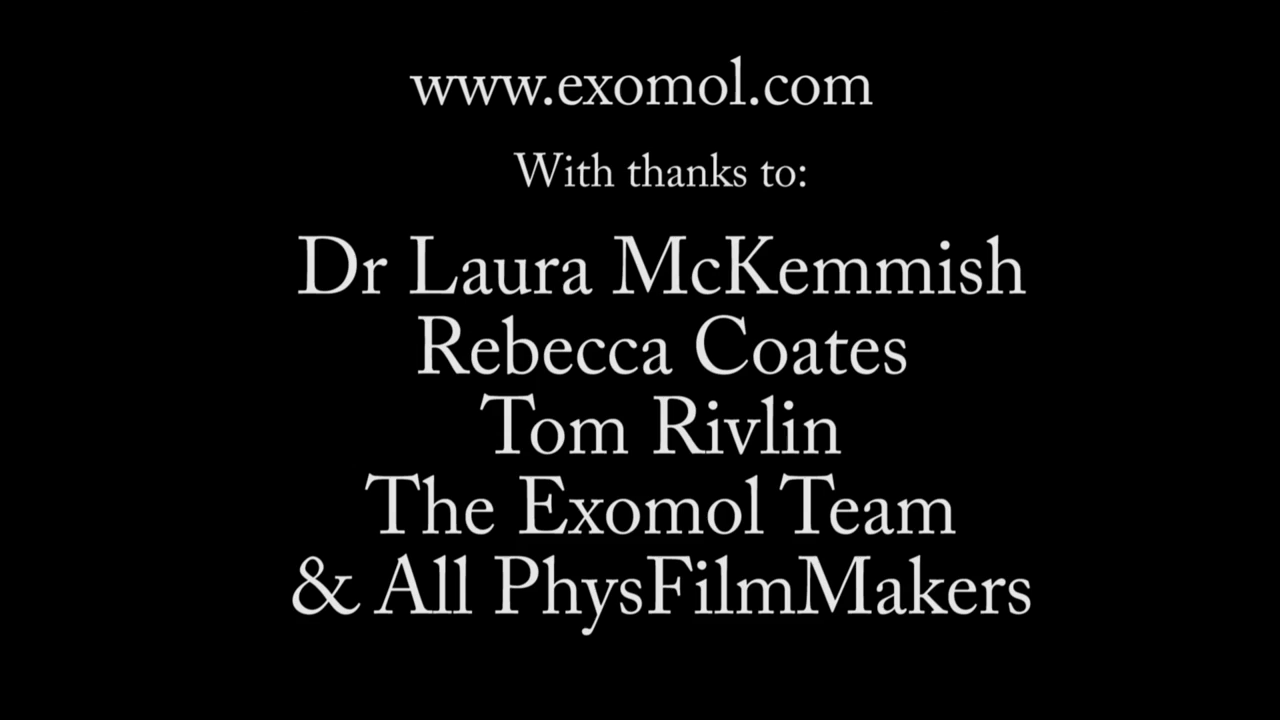 www.exomol.com
With thanks to:
Dr Laura McKemmish
Rebecca Coates
Tom Rivlin
The Exomol Team
& All PhysFilmMakers